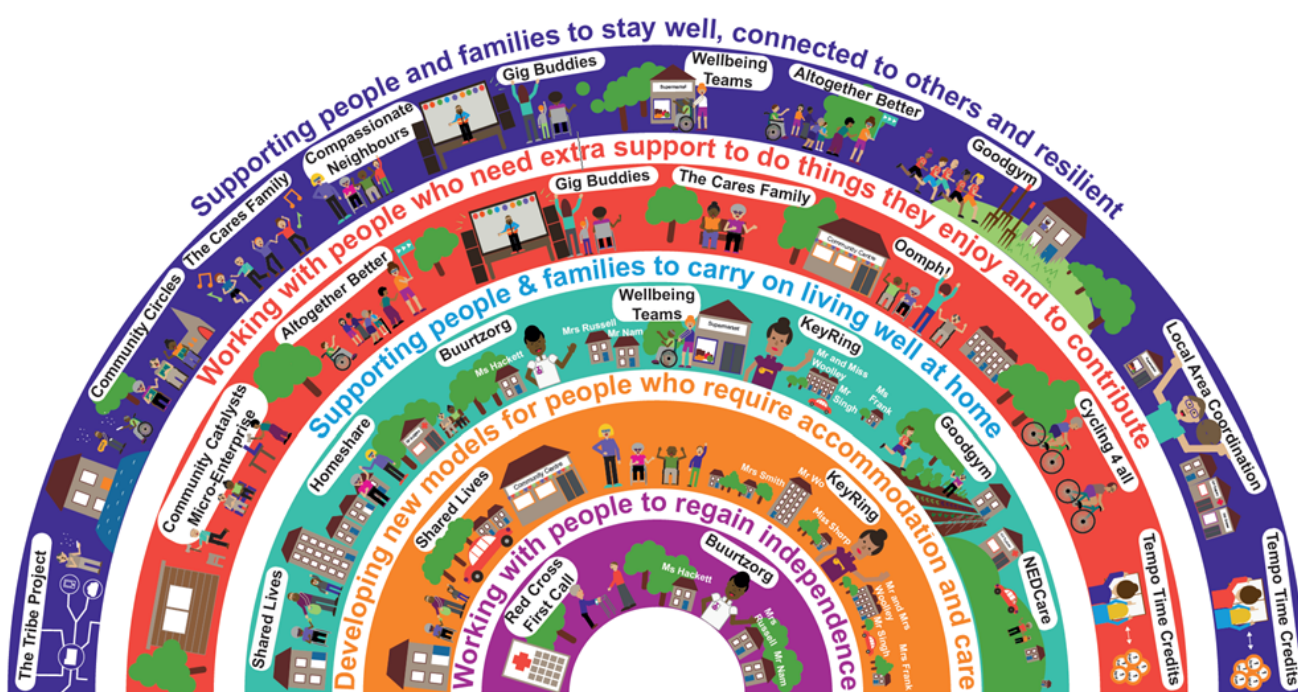 Supporting people and families to stay well, connected to others and resilient
The Tribe Project
Community Circles
The Cares Family
Compassionate
Neighbours
Gig Buddies
Wellbeing
Teams
Supermarket
Altogether Better
Goodgym
Local Area Coordination
Tempo Time Credits
Working with people who need extra support to do things they enjoy and to contribute
Community Catalysts
Micro-Enterprise
Altogether Better
Gig Buddies
The Cares Family
Community Centre
Oomph!
Cycling 4 all
Tempo Time Credits
Supporting people & families to carry on living well at home
Shared Lives
Homeshare
Buurtzorg
Ms Hackett
Mrs Russell
Mr Nam
Wellbeing
Teams
Supermarket
KeyRing
Mr and Miss
Woolley
Mr
Singh
Ms
Frank
Goodgym
NEDCare
Developing new models for people who require accommodation and care
Shared Lives
Community Centre
Mrs Smith
Mr Wo
Miss Sharp
KeyRing
Mr and Mrs
Woolley
Mr Singh
Mrs Frank
Working with people to regain independence
Red Cross
First Call
Ms Hackett
Buurtzorg
Mrs
Russell
Mr Nam